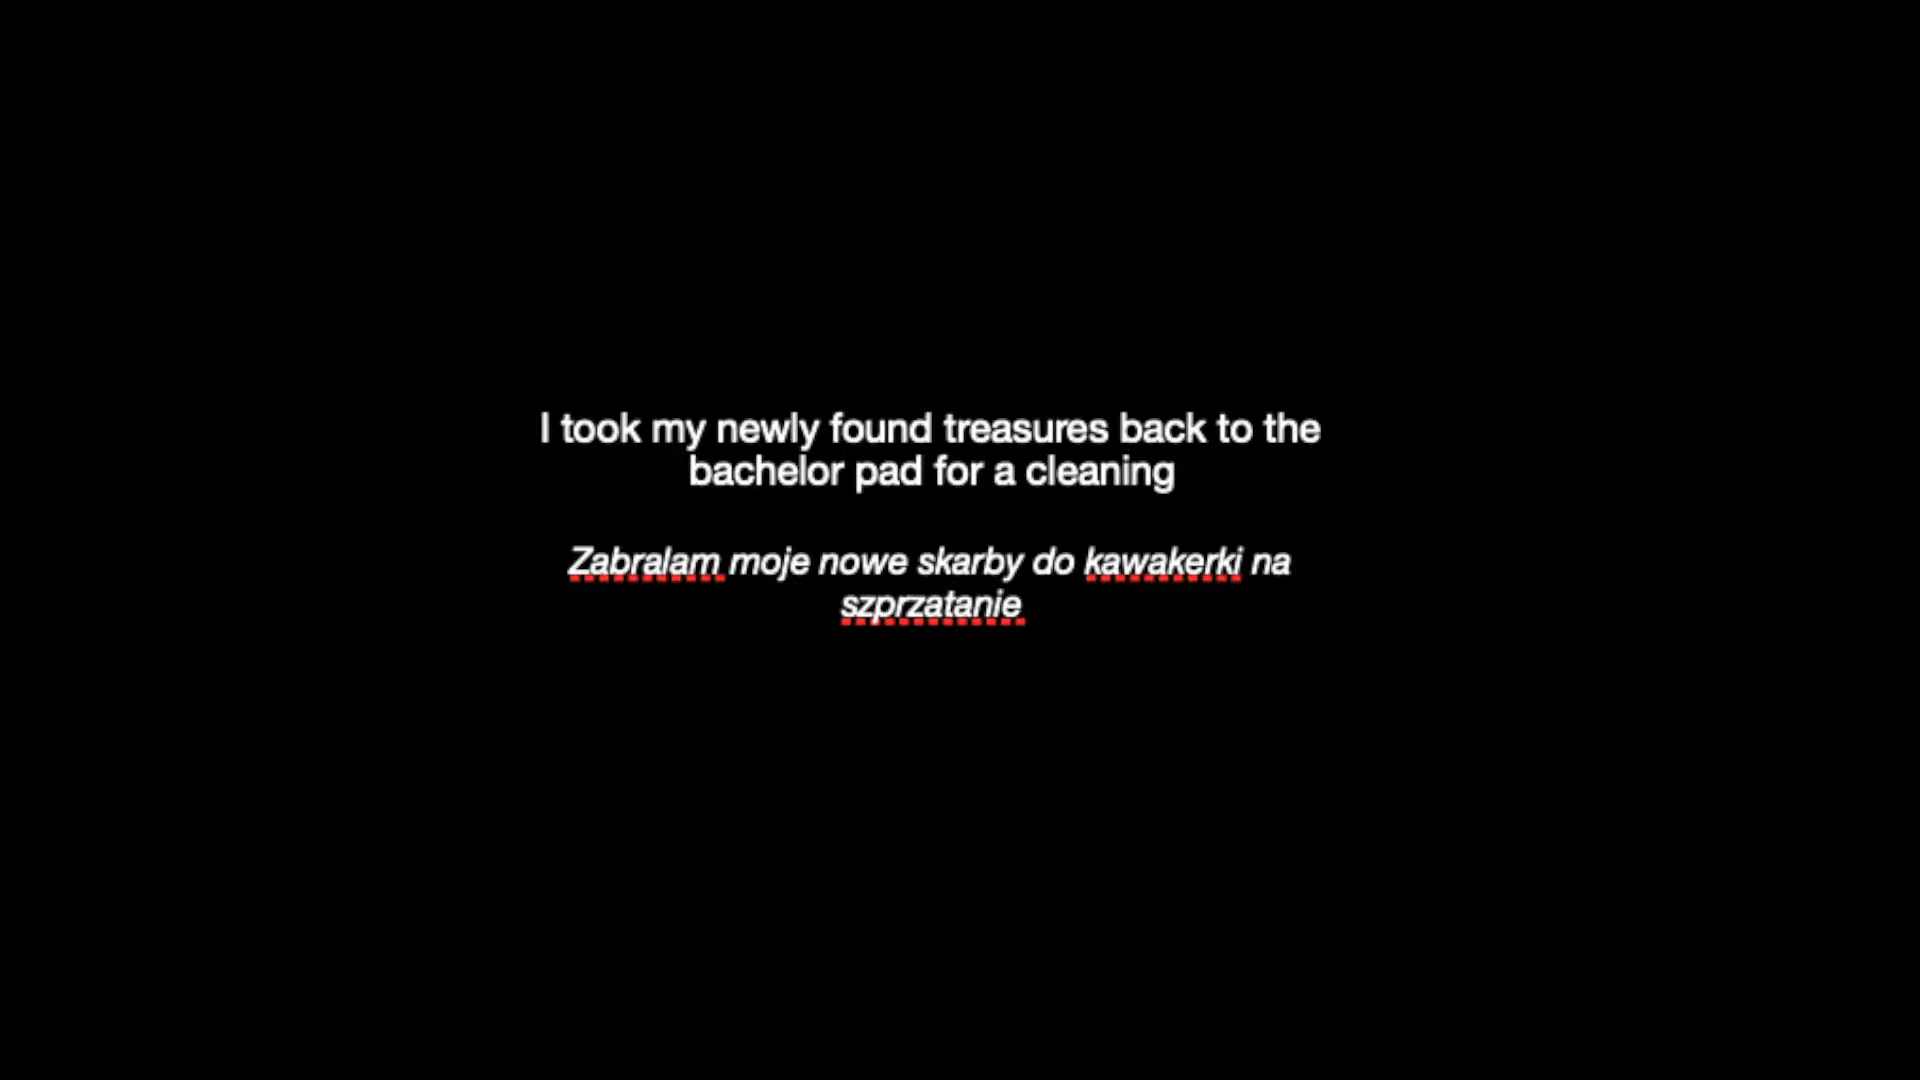 I took my newly found treasures back to the
bachelor pad for a cleaning
Zabralam moje nowe skarby do kawakerki na
szprzatanie